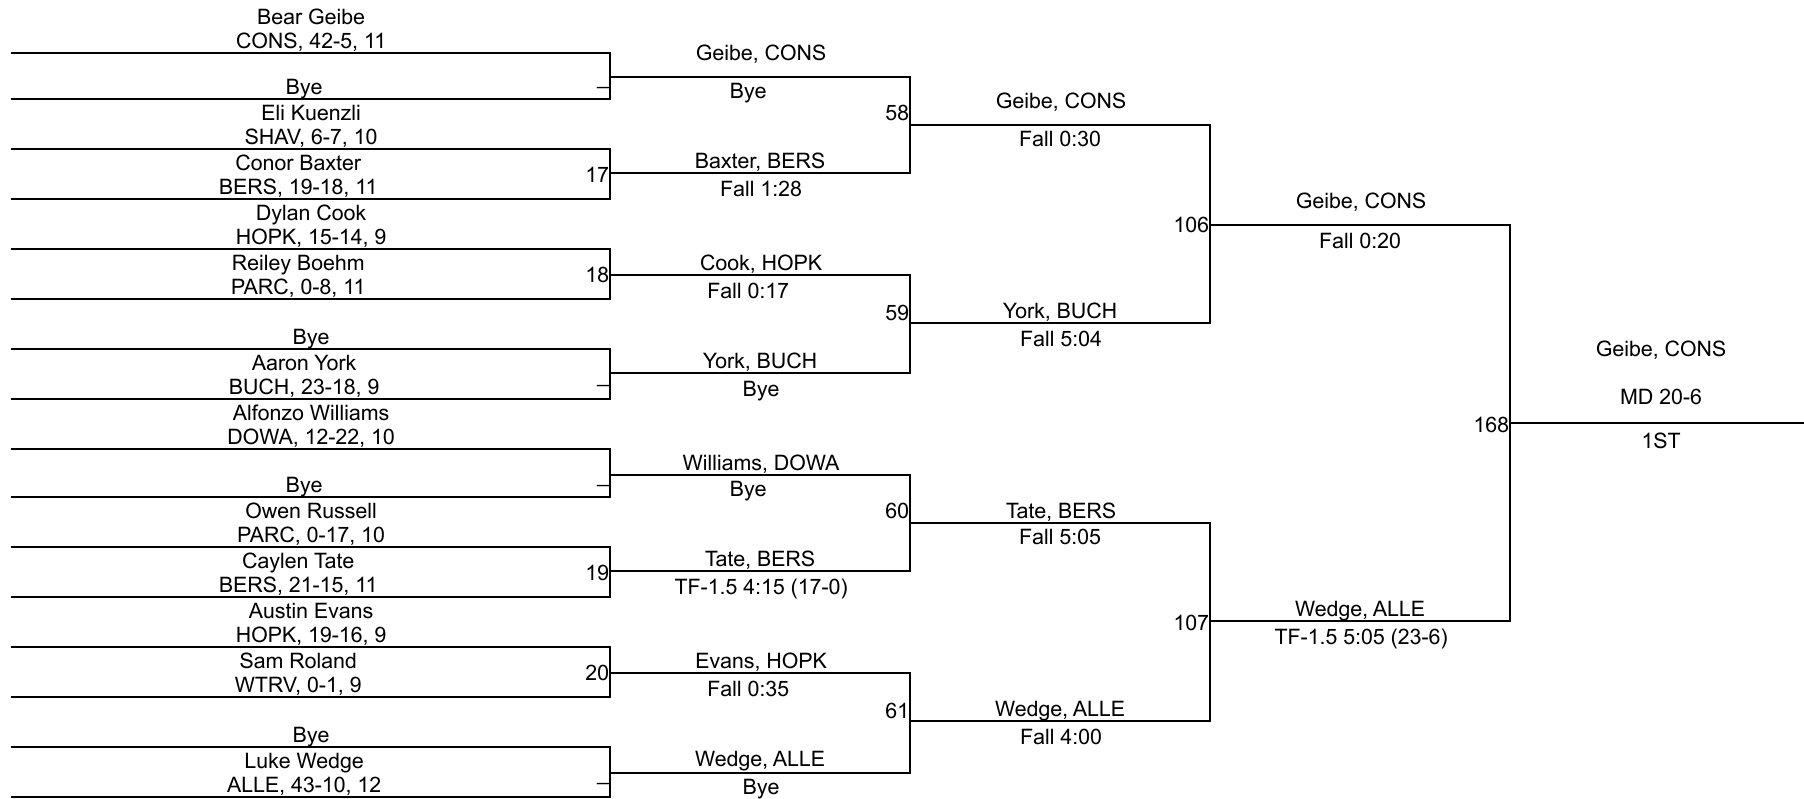 Bear Geibe
CONS, 42-5, 11
Bye
Eli Kuenzli
SHAV, 6-7, 10
Conor Baxter
BERS, 19-18, 11
17
Dylan Cook
HOPK, 15-14, 9
Reiley Boehm
PARC, 0-8, 11
18
Bye
Aaron York
BUCH, 23-18, 9
Alfonzo Williams
DOWA, 12-22, 10
Bye
Owen Russell
PARC, 0-17, 10
Caylen Tate
BERS, 21-15, 11
19
Austin Evans
HOPK, 19-16, 9
Sam Roland
WTRV, 0-1, 9
20
Bye
Luke Wedge
ALLE, 43-10, 12
Geibe, CONS
Bye
58
Baxter, BERS
Fall 1:28
Cook, HOPK
Fall 0:17
59
York, BUCH
Bye
Williams, DOWA
Bye
60
Tate, BERS
TF-1.5 4:15 (17-0)
Evans, HOPK
Fall 0:35
61
Wedge, ALLE
Bye
Geibe, CONS
Fall 0:30
106
York, BUCH
Fall 5:04
Tate, BERS
Fall 5:05
107
Wedge, ALLE
Fall 4:00
Geibe, CONS
Fall 0:20
168
Wedge, ALLE
TF-1.5 5:05 (23-6)
Geibe, CONS
MD 20-6
1ST